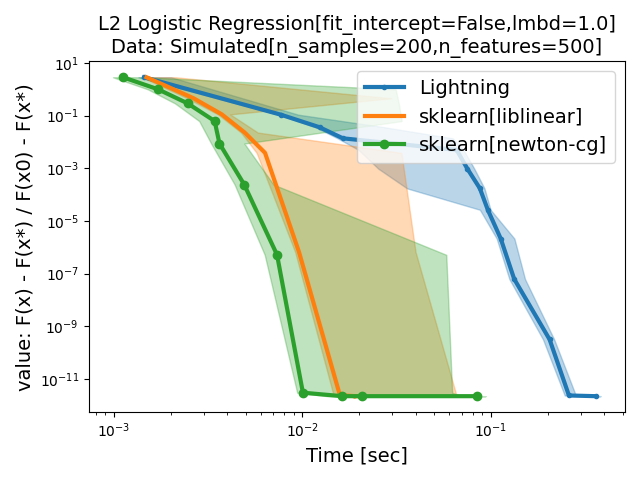 L2 Logistic Regression[fit_intercept=False,lmbd=1.0]
Data: Simulated[n_samples=200,n_features=500]
value: F(x) - F(x*) / F(x0) - F(x*)
10^1
10^-1
10^-3
10^-5
10^-7
10^-9
10^-11
Lightning
sklearn[liblinear]
sklearn[newton-cg]
10^-3
10^-2
10^-1
Time [sec]